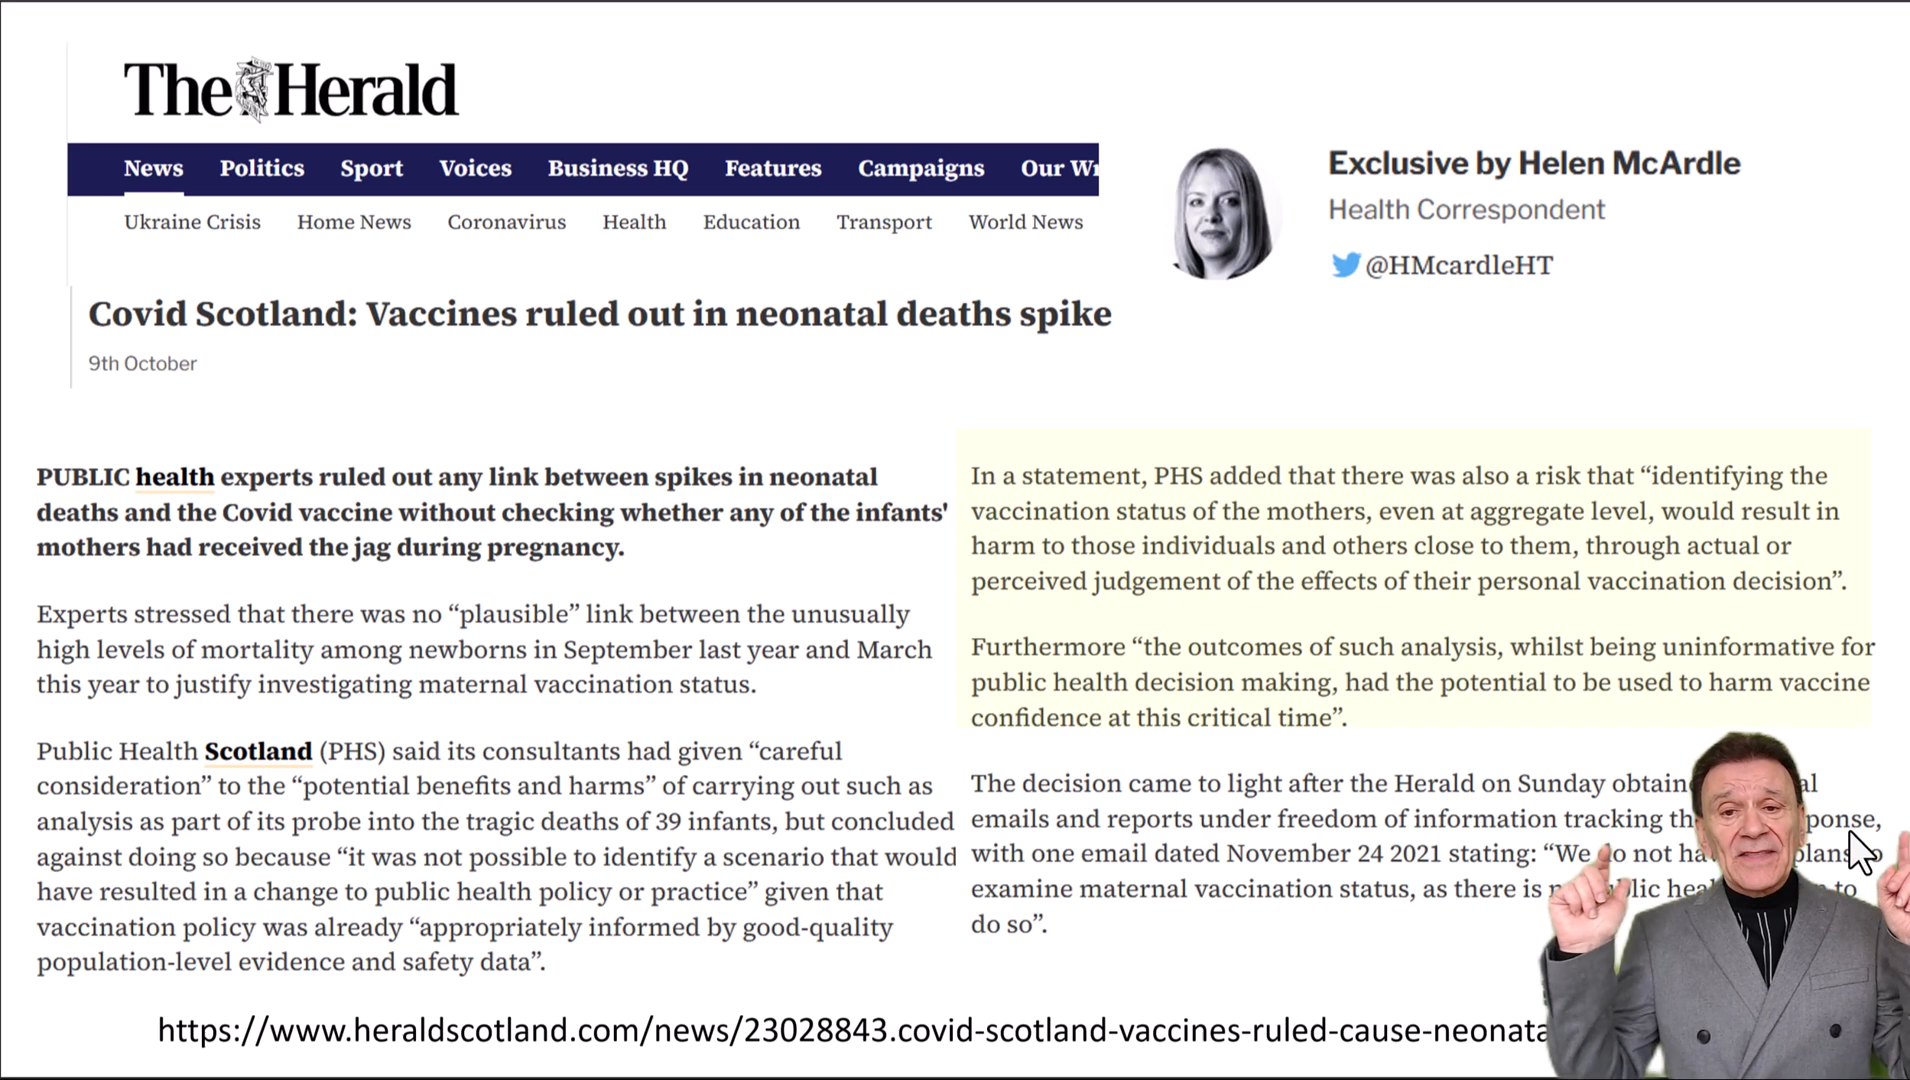 The Herald
News Politics Sport Voices Business HQ Features Campaigns Our
Ukraine Crisis Home News Coronavirus Health Education Transport World News
Exclusive by Helen McArdle
Health Correspondent
@HMcardleHT
Covid Scotland: Vaccines ruled out in neonatal deaths spike
9th October
PUBLIC health experts ruled out any link between spikes in neonatal
deaths and the Covid vaccine without checking whether any of the infants'
mothers had received the jag during pregnancy.
Experts stressed that there was no “plausible” link between the unusually
high levels of mortality among newborns in September last year and March
this year to justify investigating maternal vaccination status.
Public Health Scotland (PHS) said its consultants had given “careful
consideration” to the “potential benefits and harms” of carrying out such as
analysis as part of its probe into the tragic deaths of 39 infants, but concluded
against doing so because “it was not possible to identify a scenario that would
have resulted in a change to public health policy or practice” given that
vaccination policy was already “appropriately informed by good-quality
population-level evidence and safety data”.
In a statement, PHS added that there was also a risk that “identifying the
vaccination status of the mothers, even at aggregate level, would result in
harm to those individuals and others close to them, through actual or
perceived judgement of the effects of their personal vaccination decision”.
Furthermore “the outcomes of such analysis, whilst being uninformative for
public health decision making, had the potential to be used to harm vaccine
confidence at this critical time”.
The decision came to light after the Herald on Sunday
emails and reports under freedom of information tracking
with one email dated November 24 2021 stating: “We do not
examine maternal vaccination status, as there is to
do so”.
https://www.heraldscotland.com/news/23028843.covid-scotland-vaccines-ruled-cause-neonata